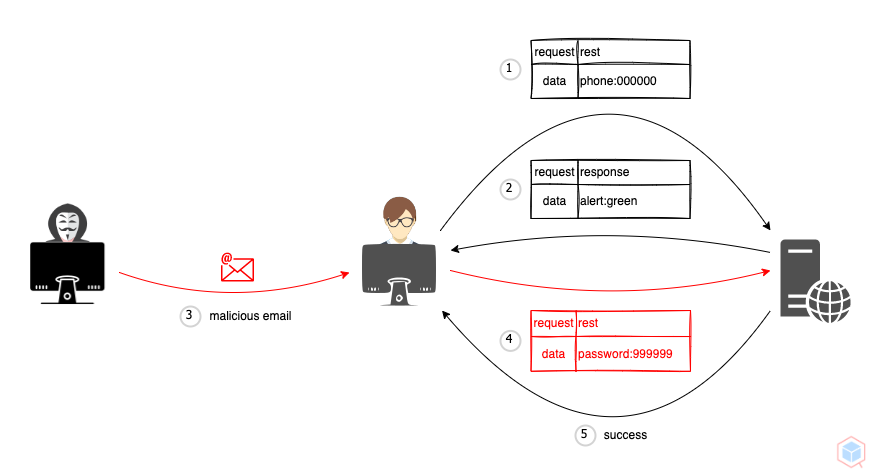 1
request rest
data phone:000000
2
request response
data alert:green
@
3 malicious email
4
request rest
data password:999999
5 success